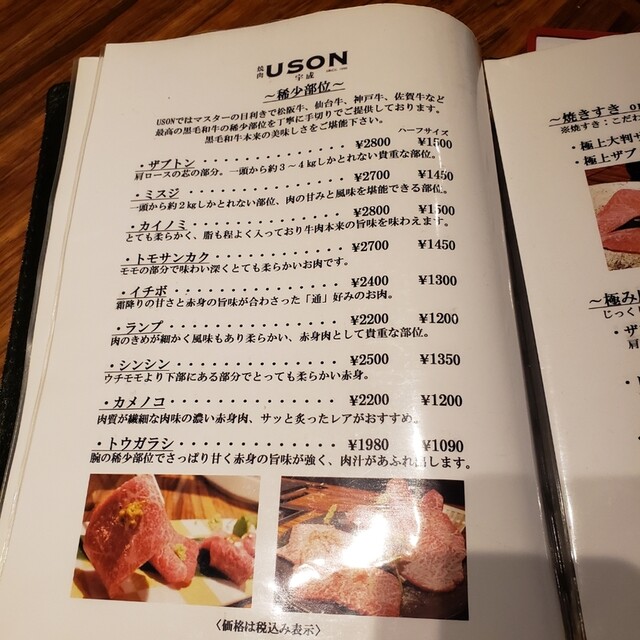 焼肉 USON
宇成
～稀少部位～
USONではマスターの目利きで松阪牛、仙台牛、神戸牛、佐賀牛など
最高の黒毛和牛の稀少部位を丁寧に手切りでご提供しております。
黒毛和牛本来の美味しさをご堪能下さい。
ハーフサイズ
・ザブトン・・・・・・・・・・・・・・¥2800 ¥1500
肩ロースの芯の部分。一頭から約3～4kgしかとれない貴重な部位。
・ミスジ・・・・・・・・・・・・・・・¥2700 ¥1450
一頭から約2kgしかとれない部位、肉の甘みと風味を堪能できる部位。
・カイノミ・・・・・・・・・・・・・・¥2800 ¥1500
とても柔らかく、脂も程よく入っており牛肉本来の旨味を味わえます。
・トモサンカク・・・・・・・・・・・・¥2700 ¥1450
モモの部分で味わい深くとても柔らかいお肉です。
・イチボ・・・・・・・・・・・・・・・¥2400 ¥1300
霜降りの甘さと赤身の旨味が合わさった「通」好みのお肉。
・ランプ・・・・・・・・・・・・・・・¥2200 ¥1200
肉のきめが細かく風味もあり柔らかい、赤身肉として貴重な部位。
・シンシン・・・・・・・・・・・・・・¥2500 ¥1350
ウチモモより下部にある部分でとっても柔らかい赤身。
・カメノコ・・・・・・・・・・・・・・¥2200 ¥1200
肉質が繊細な肉味の濃い赤身肉、サッと炙ったレアがおすすめ。
・トウガラシ・・・・・・・・・・・・・¥1980 ¥1090
腕の稀少部位でさっぱり甘く赤身の旨味が強く、肉汁があふれ出します。
〈価格は税込み表示〉
～焼きすき
※焼すき：こだわ
・極上大判サ
・極上ザブ
～極み
じっくし
・ザ
肩